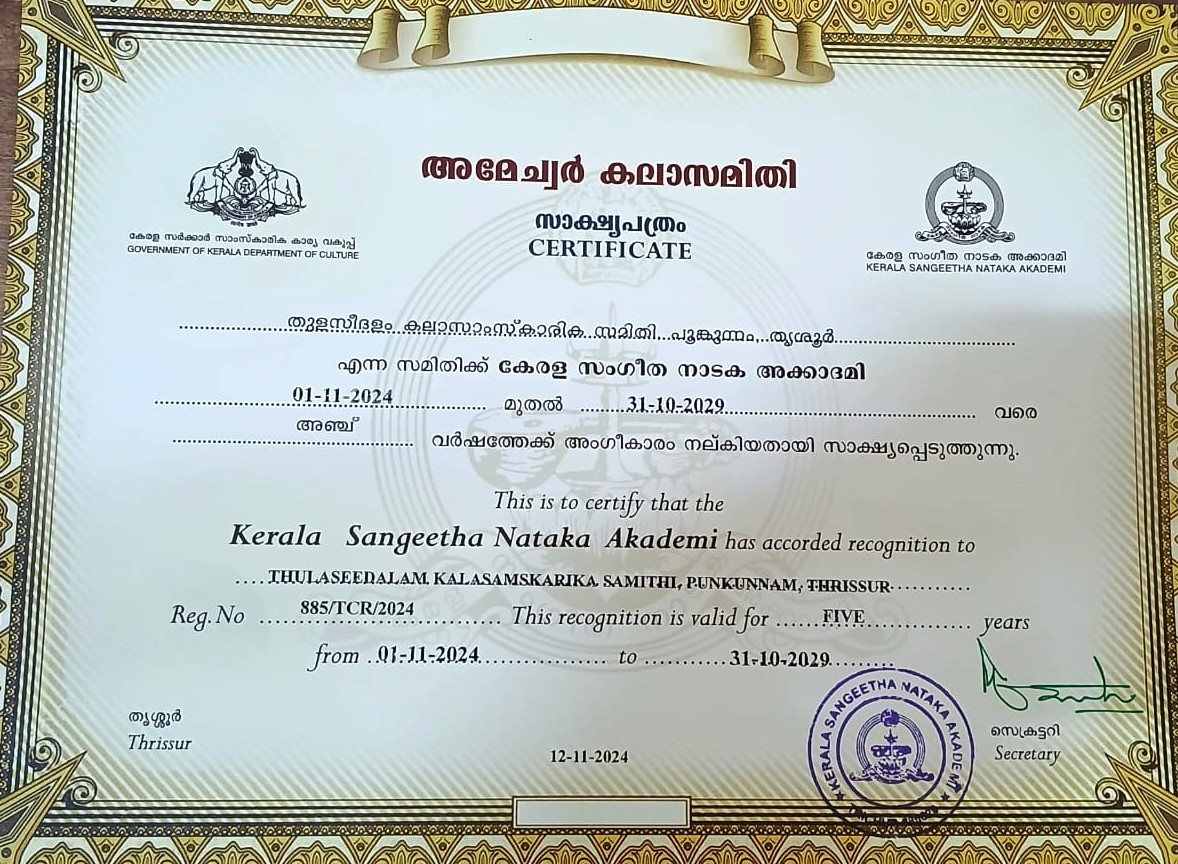 അമേച്വർ കലാസമിതി
സാക്ഷ്യപത്രം
CERTIFICATE
കേരള സർക്കാർ സാംസ്കാരിക കാര്യ വകുപ്പ്
GOVERNMENT OF KERALA DEPARTMENT OF CULTURE
കേരള സംഗീത നാടക അക്കാദമി
KERALA SANGEETHA NATAKA AKADEMI
തുളസീദളം കലാസാംസ്കാരിക സമിതി, പൂങ്കുന്നം, തൃശൂർ
എന്ന സമിതിക്ക് കേരള സംഗീത നാടക അക്കാദമി
01-11-2024 മുതൽ 31-10-2029 വരെ
അഞ്ച് വർഷത്തേക്ക് അംഗീകാരം നല്കിയതായി സാക്ഷ്യപ്പെടുത്തുന്നു.
This is to certify that the
Kerala Sangeetha Nataka Akademi has accorded recognition to
THULASEEDALAM KALASAMSKARIKA SAMITHI, PUNKUNNAM, THRISSUR
Reg. No 885/TCR/2024 This recognition is valid for FIVE years
from 01-11-2024 to 31-10-2029
തൃശ്ശൂർ
Thrissur
12-11-2024
KERALA SANGEETHA NATAKA AKADEMI
സെക്രട്ടറി
Secretary